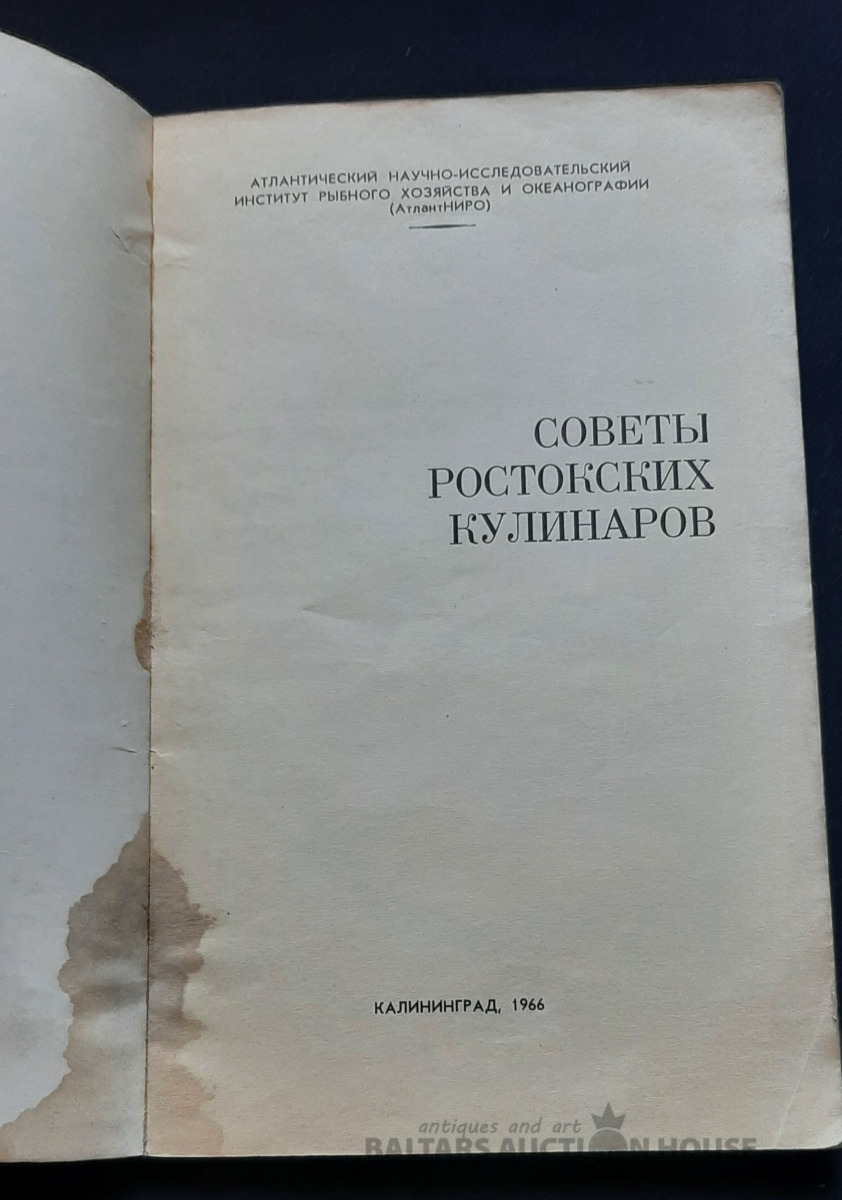 АТЛАНТИЧЕСКИЙ НАУЧНО-ИССЛЕДОВАТЕЛЬСКИЙ
ИНСТИТУТ РЫБНОГО ХОЗЯЙСТВА И ОКЕАНОГРАФИИ
(АтлантНИРО)
СОВЕТЫ
РОСТОКСКИХ
КУЛИНАРОВ
КАЛИНИНГРАД, 1966
antiques and art
BALTARS AUCTION HOUSE